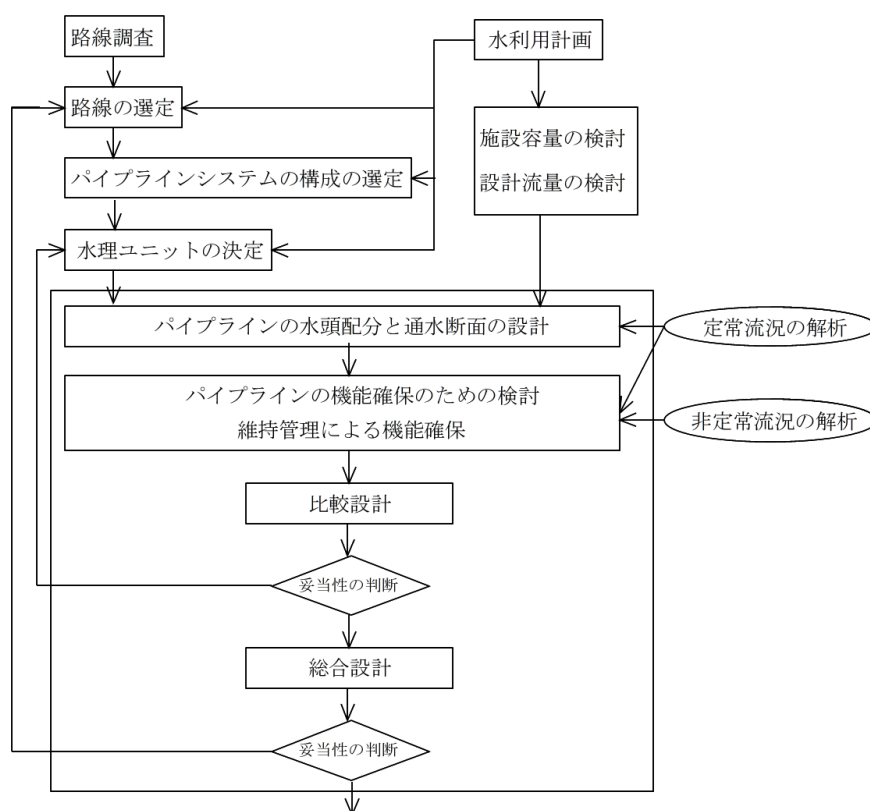 路線調査
水利用計画
路線の選定
施設容量の検討
設計流量の検討
パイプラインシステムの構成の選定
水理ユニットの決定
パイプラインの水頭配分と通水断面の設計
定常流況の解析
パイプラインの機能確保のための検討
維持管理による機能確保
非定常流況の解析
比較設計
妥当性の判断
総合設計
妥当性の判断